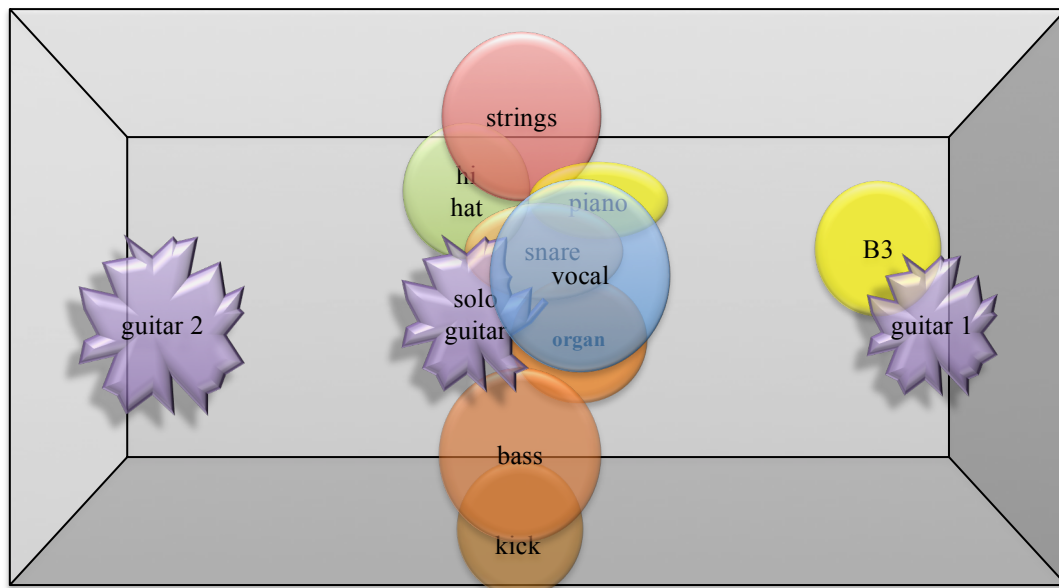 strings
hi
hat
piano
snare
B3
vocal
solo
guitar
guitar 2
organ
guitar 1
bass
kick